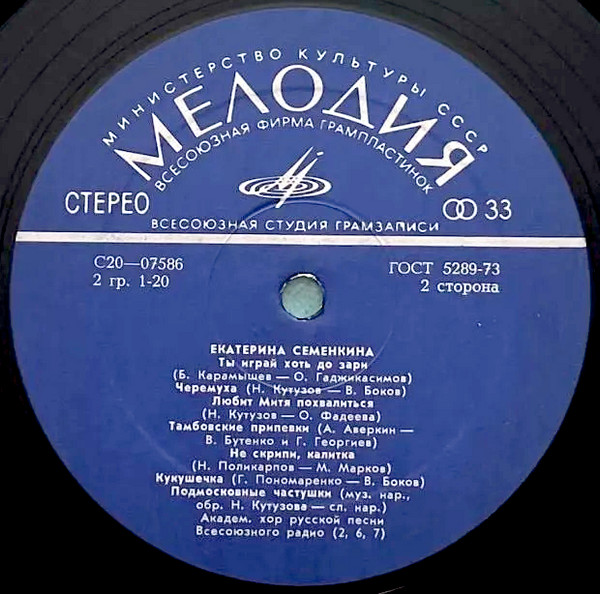 МИНИСТЕРСТВО КУЛЬТУРЫ СССР
МЕЛОДИЯ
ВСЕСОЮЗНАЯ ФИРМА ГРАМПЛАСТИНОК
СТЕРЕО
33
ВСЕСОЮЗНАЯ СТУДИЯ ГРАМЗАПИСИ
С20—07586
2 гр. 1-20
ГОСТ 5289-73
2 сторона
ЕКАТЕРИНА СЕМЕНКИНА
Ты играй хоть до зари
(Б. Карамышев — О. Гаджикасимов)
Черемуха (Н. Кутузов — В. Боков)
Любит Митя похвалиться
(Н. Кутузов — О. Фадеева)
Тамбовские припевки (А. Аверкин —
В. Бутенко и Г. Георгиев)
Не скрипи, калитка
(Н. Поликарпов — М. Марков)
Кукушечка (Г. Пономаренко — В. Боков)
Подмосковные частушки (муз. нар.,
обр. Н. Кутузова — сл. нар.)
Академ. хор русской песни
Всесоюзного радио (2, 6, 7)